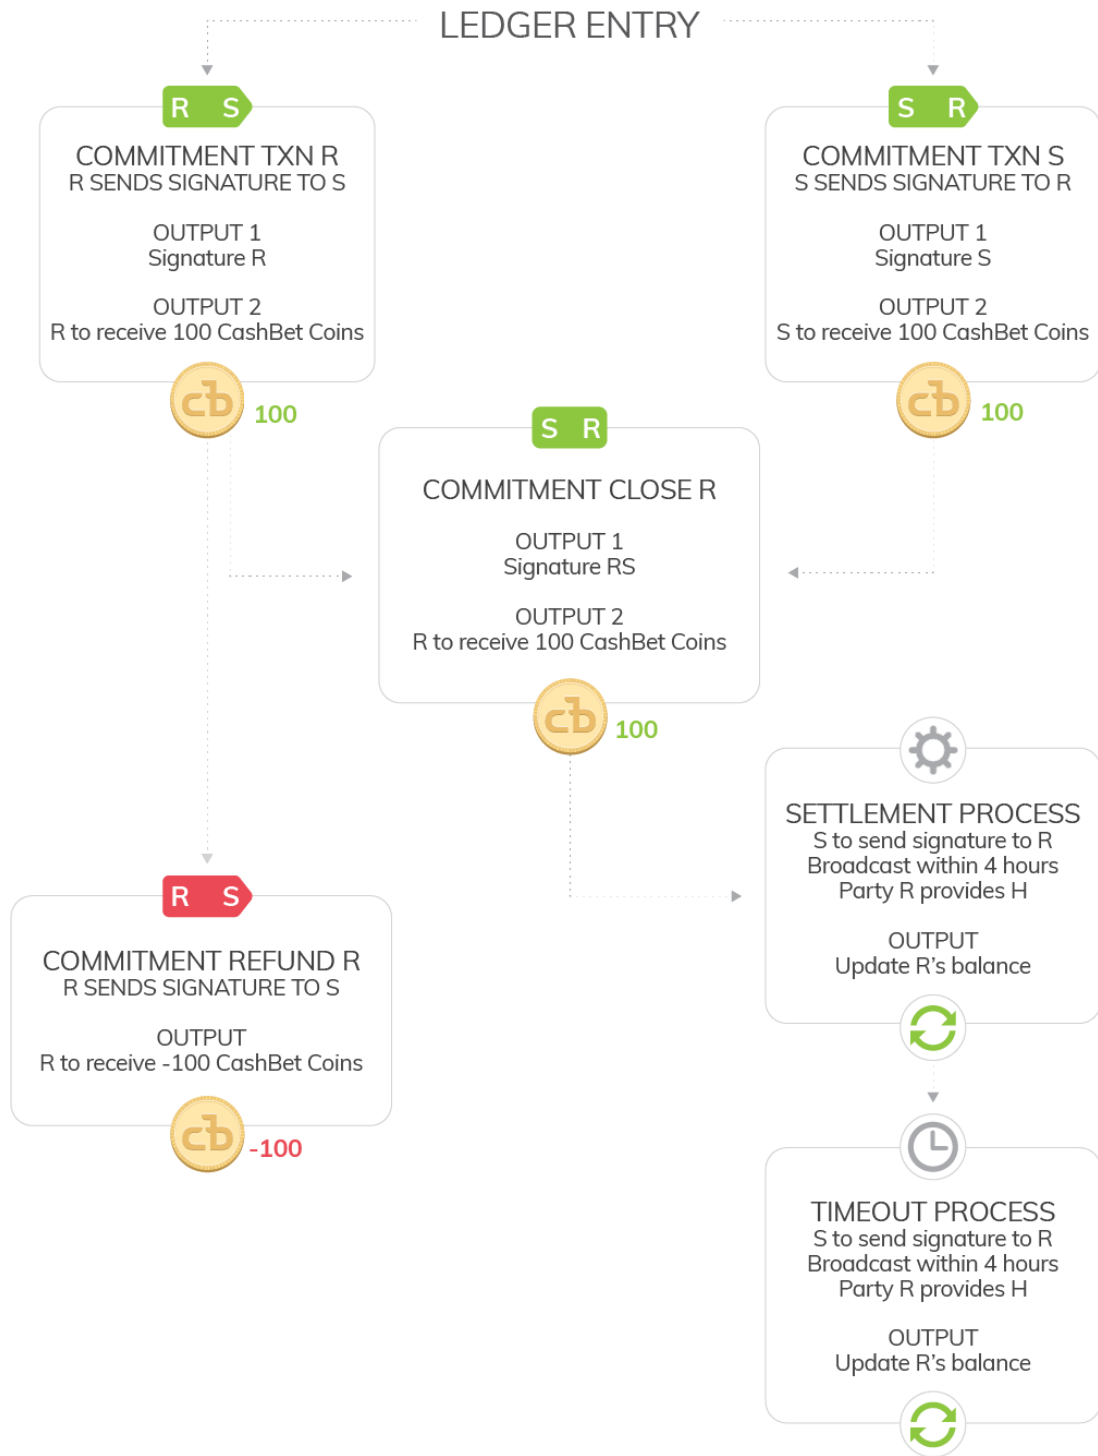 LEDGER ENTRY
R S
COMMITMENT TXN R
R SENDS SIGNATURE TO S
OUTPUT 1
Signature R
OUTPUT 2
R to receive 100 CashBet Coins
cb
100
S R
COMMITMENT TXN S
S SENDS SIGNATURE TO R
OUTPUT 1
Signature S
OUTPUT 2
S to receive 100 CashBet Coins
cb
100
S R
COMMITMENT CLOSE R
OUTPUT 1
Signature RS
OUTPUT 2
R to receive 100 CashBet Coins
cb
100
R S
COMMITMENT REFUND R
R SENDS SIGNATURE TO S
OUTPUT
R to receive -100 CashBet Coins
cb
-100
SETTLEMENT PROCESS
S to send signature to R
Broadcast within 4 hours
Party R provides H
OUTPUT
Update R’s balance
TIMEOUT PROCESS
S to send signature to R
Broadcast within 4 hours
Party R provides H
OUTPUT
Update R’s balance